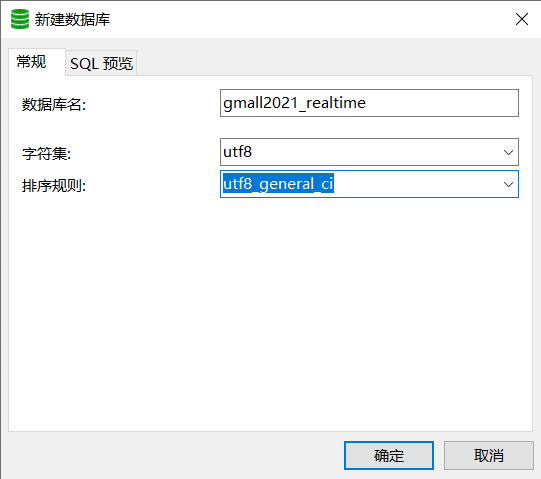 新建数据库
常规
SQL 预览
数据库名:
gmall2021_realtime
字符集:
utf8
排序规则:
utf8_general_ci
确定
取消